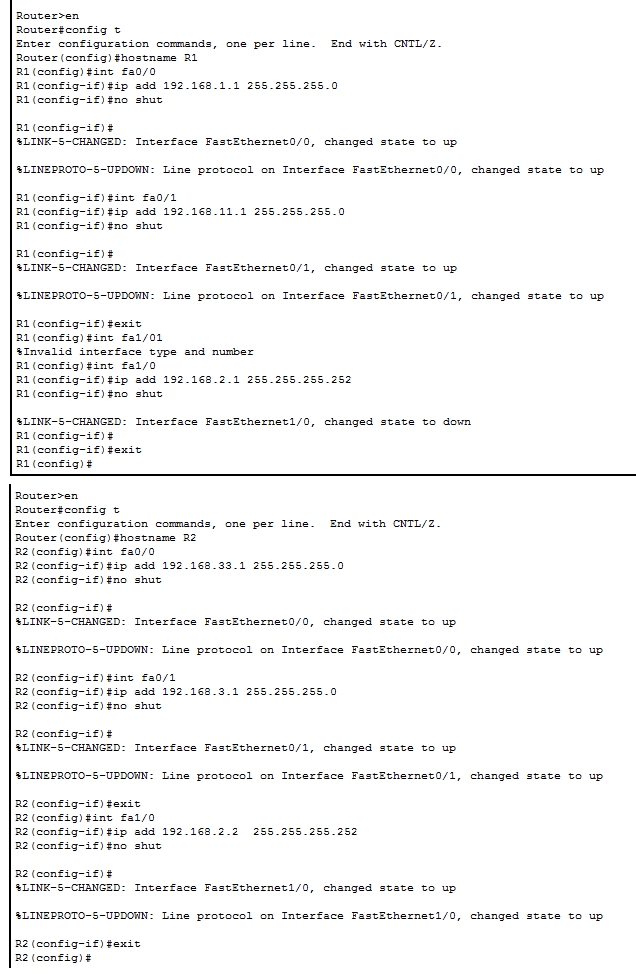 Router>en
Router#config t
Enter configuration commands, one per line.  End with CNTL/Z.
Router(config)#hostname R1
R1(config)#int fa0/0
R1(config-if)#ip add 192.168.1.1 255.255.255.0
R1(config-if)#no shut
R1(config-if)#
%LINK-5-CHANGED: Interface FastEthernet0/0, changed state to up
%LINEPROTO-5-UPDOWN: Line protocol on Interface FastEthernet0/0, changed state to up
R1(config-if)#int fa0/1
R1(config-if)#ip add 192.168.11.1 255.255.255.0
R1(config-if)#no shut
R1(config-if)#
%LINK-5-CHANGED: Interface FastEthernet0/1, changed state to up
%LINEPROTO-5-UPDOWN: Line protocol on Interface FastEthernet0/1, changed state to up
R1(config-if)#exit
R1(config)#int fa1/01
%Invalid interface type and number
R1(config)#int fa1/0
R1(config-if)#ip add 192.168.2.1 255.255.255.252
R1(config-if)#no shut
%LINK-5-CHANGED: Interface FastEthernet1/0, changed state to down
R1(config-if)#
R1(config-if)#exit
R1(config)#
Router>en
Router#config t
Enter configuration commands, one per line.  End with CNTL/Z.
Router(config)#hostname R2
R2(config)#int fa0/0
R2(config-if)#ip add 192.168.33.1 255.255.255.0
R2(config-if)#no shut
R2(config-if)#
%LINK-5-CHANGED: Interface FastEthernet0/0, changed state to up
%LINEPROTO-5-UPDOWN: Line protocol on Interface FastEthernet0/0, changed state to up
R2(config-if)#int fa0/1
R2(config-if)#ip add 192.168.3.1 255.255.255.0
R2(config-if)#no shut
R2(config-if)#
%LINK-5-CHANGED: Interface FastEthernet0/1, changed state to up
%LINEPROTO-5-UPDOWN: Line protocol on Interface FastEthernet0/1, changed state to up
R2(config-if)#exit
R2(config)#int fa1/0
R2(config-if)#ip add 192.168.2.2  255.255.255.252
R2(config-if)#no shut
R2(config-if)#
%LINK-5-CHANGED: Interface FastEthernet1/0, changed state to up
%LINEPROTO-5-UPDOWN: Line protocol on Interface FastEthernet1/0, changed state to up
R2(config-if)#exit
R2(config)#